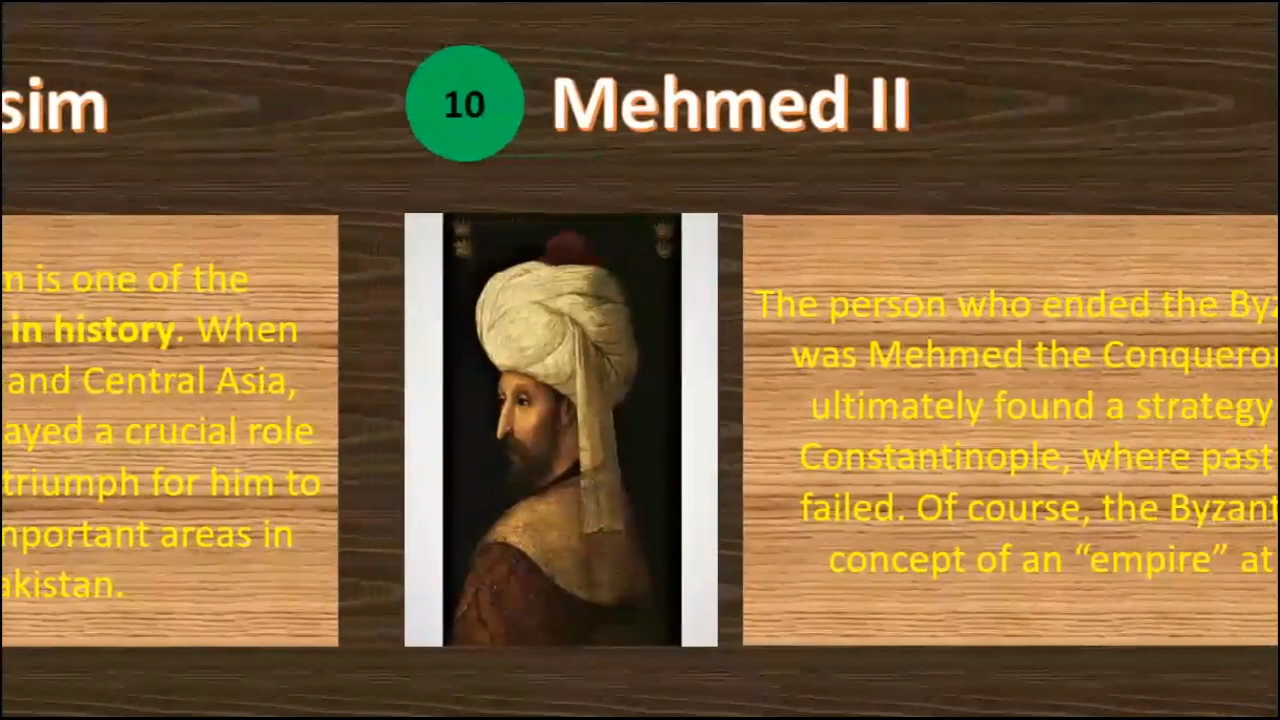 sim
10 Mehmed II
m is one of the
in history. When
and Central Asia,
ayed a crucial role
triumph for him to
mportant areas in
akistan.
The person who ended the Byz
was Mehmed the Conqueror
ultimately found a strategy
Constantinople, where past
failed. Of course, the Byzant
concept of an “empire” at